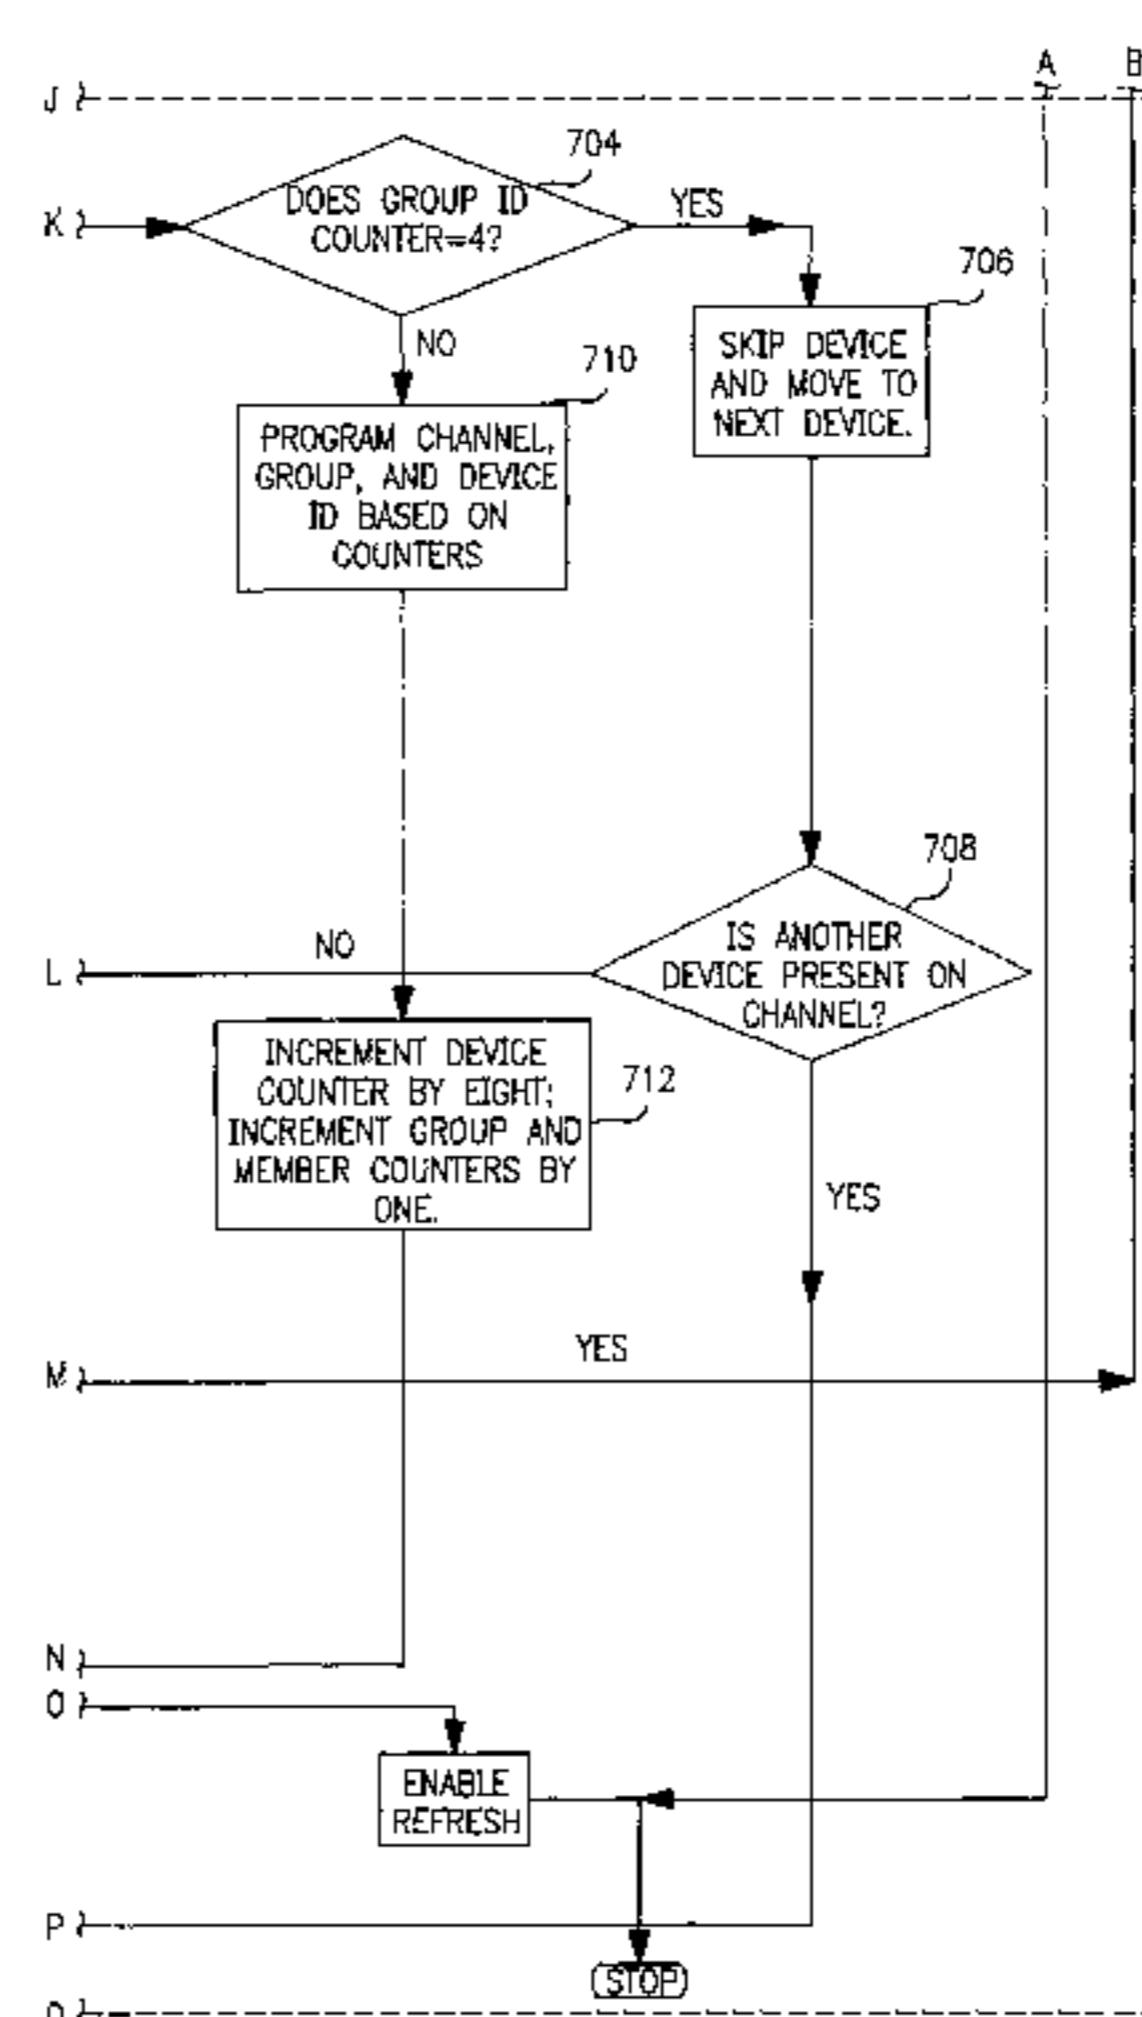 A
B
J
704
DOES GROUP ID
COUNTER=4?
K
YES
706
NO
SKIP DEVICE
AND MOVE TO
NEXT DEVICE.
710
PROGRAM CHANNEL,
GROUP, AND DEVICE
ID BASED ON
COUNTERS
708
IS ANOTHER
DEVICE PRESENT ON
CHANNEL?
NO
L
INCREMENT DEVICE
COUNTER BY EIGHT;
INCREMENT GROUP AND
MEMBER COUNTERS BY
ONE.
712
YES
YES
M
N
O
ENABLE
REFRESH
P
STOP